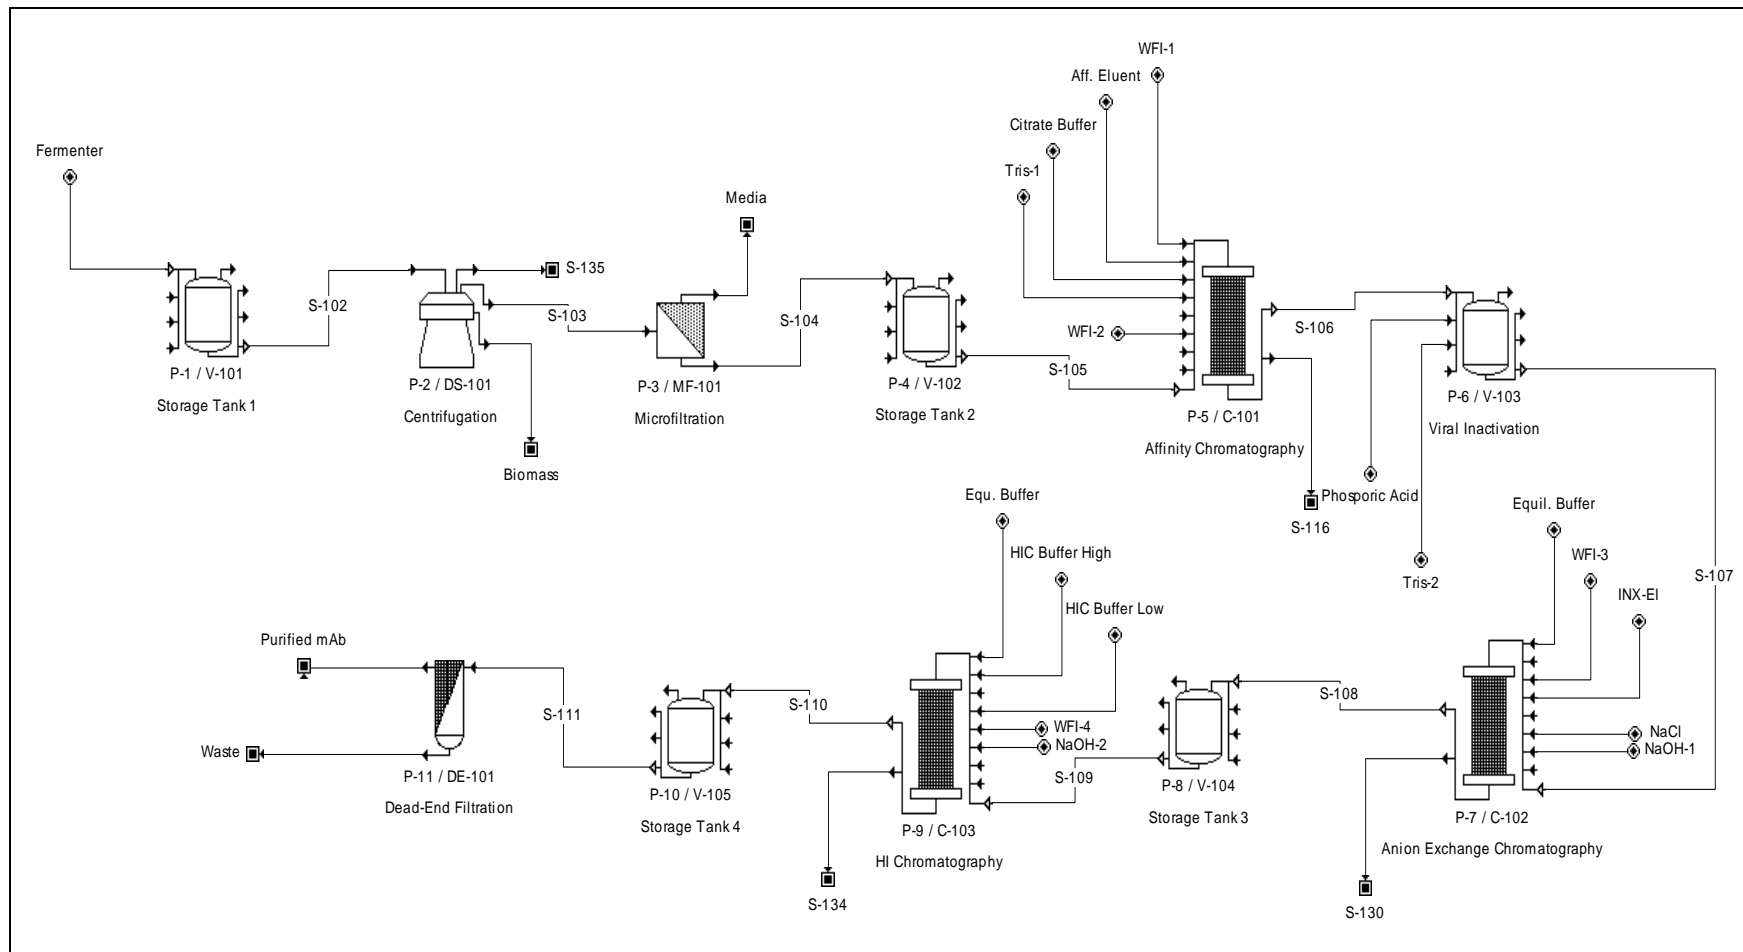 WFI-1
Aff. Eluent
Citrate Buffer
Fermenter
Tris-1
Media
S-135
S-102
S-103
S-104
S-106
WFI-2
S-105
P-1 / V-101
Storage Tank 1
P-2 / DS-101
Centrifugation
P-3 / MF-101
Microfiltration
P-4 / V-102
Storage Tank 2
P-5 / C-101
Affinity Chromatography
P-6 / V-103
Viral Inactivation
Biomass
S-116
Phosporic Acid
Tris-2
S-107
Equ. Buffer
HIC Buffer High
HIC Buffer Low
Equil. Buffer
WFI-3
INX-El
Purified mAb
S-111
S-110
WFI-4
NaOH-2
S-109
S-108
NaCl
NaOH-1
Waste
P-11 / DE-101
Dead-End Filtration
P-10 / V-105
Storage Tank 4
P-9 / C-103
HI Chromatography
P-8 / V-104
Storage Tank 3
P-7 / C-102
Anion Exchange Chromatography
S-134
S-130